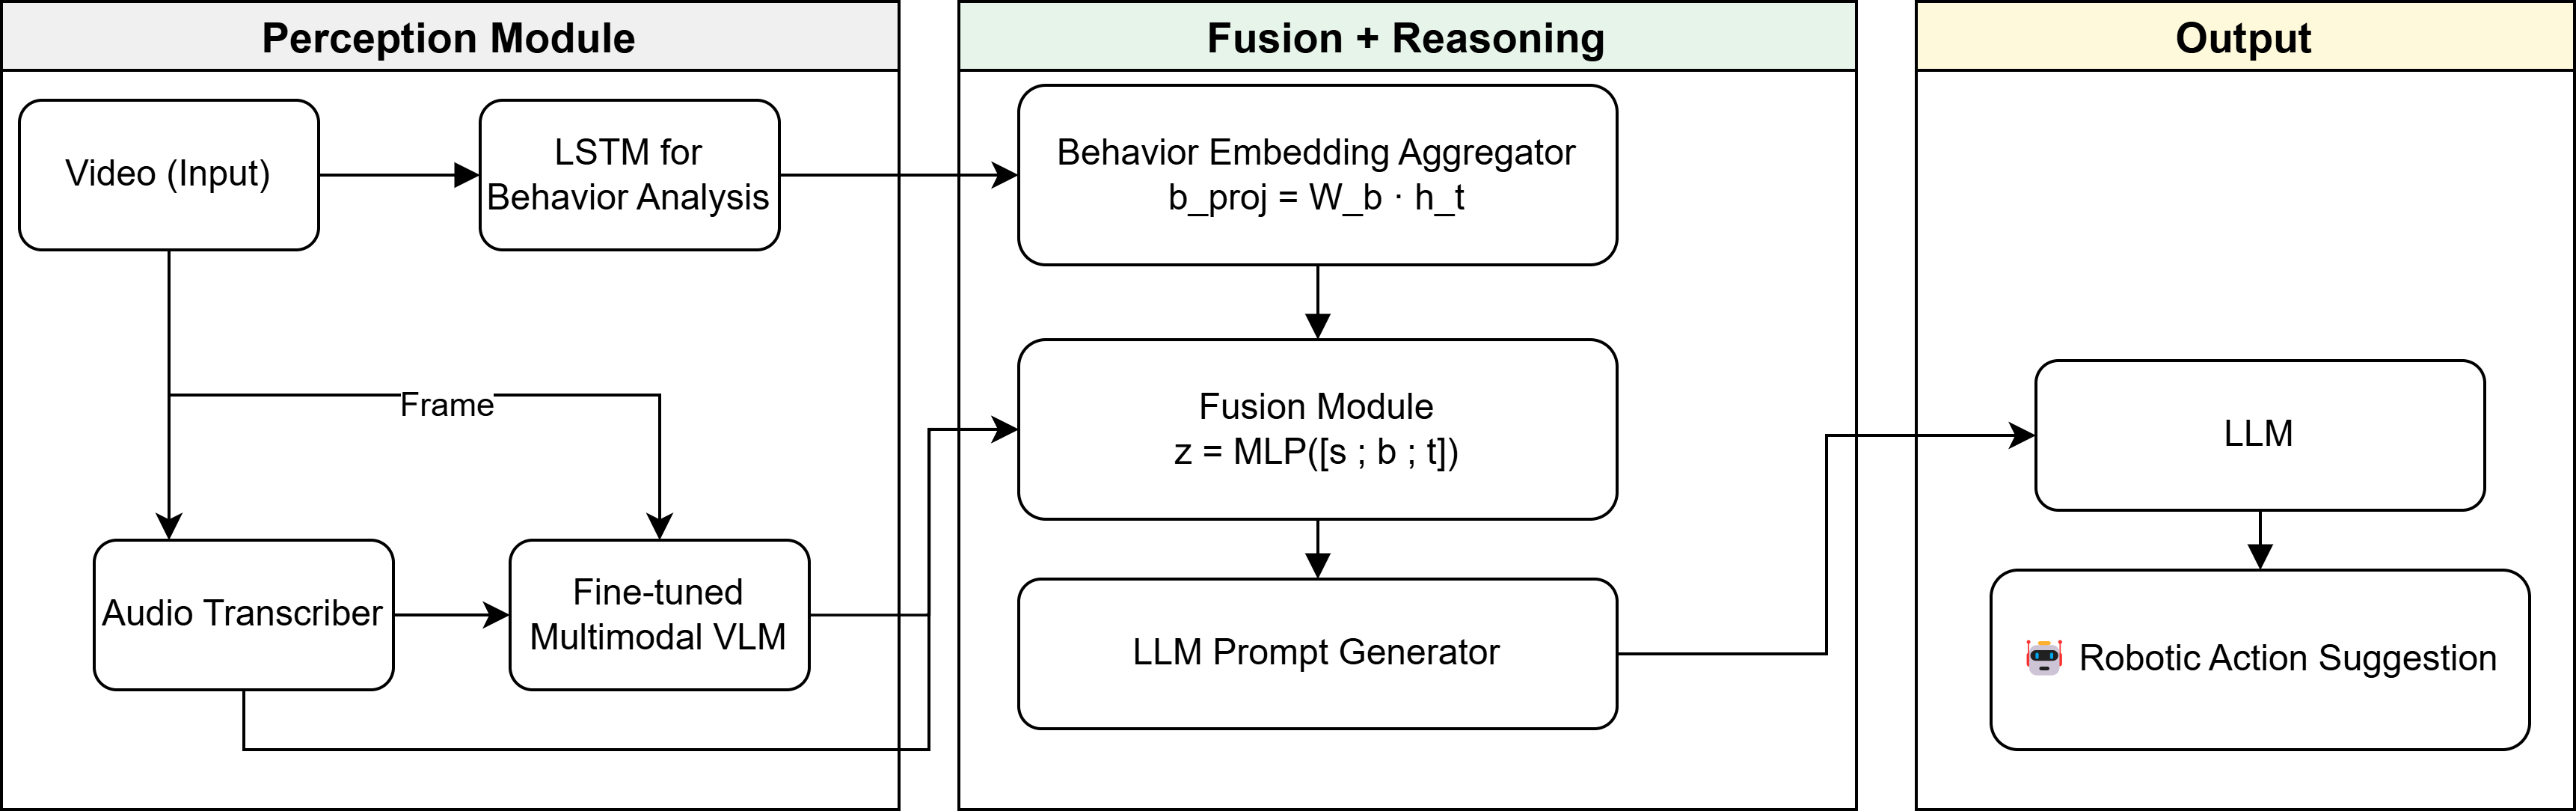 Perception Module
Video (Input)
LSTM for
Behavior Analysis
Frame
Audio Transcriber
Fine-tuned
Multimodal VLM
Fusion + Reasoning
Behavior Embedding Aggregator
b_proj = W_b · h_t
Fusion Module
z = MLP([s ; b ; t])
LLM Prompt Generator
Output
LLM
🤖 Robotic Action Suggestion